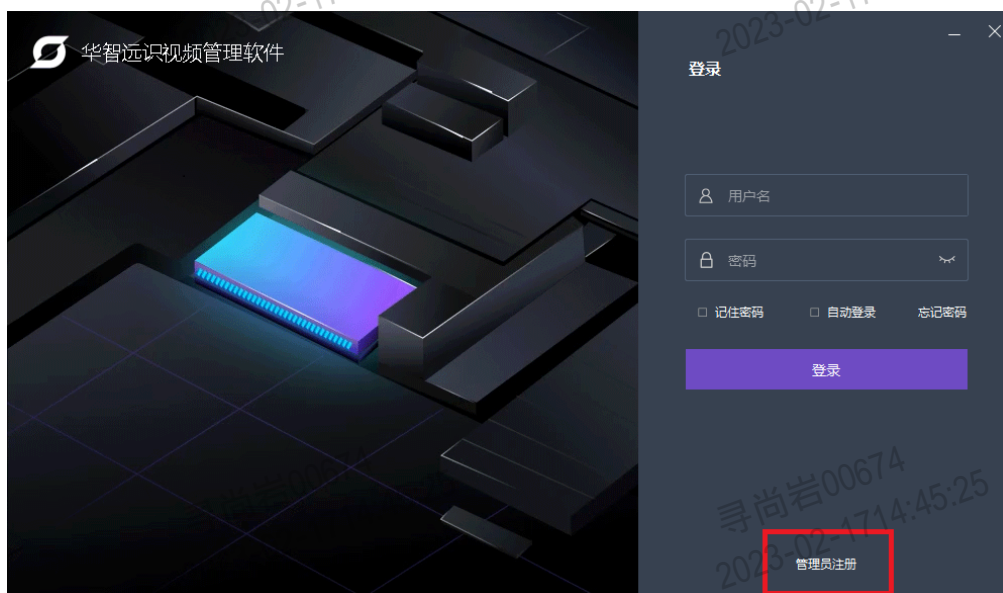 华智远识视频管理软件
登录
用户名
密码
记住密码 自动登录 忘记密码
登录
管理员注册
寻尚岩00674
2023-02-1714:45:25